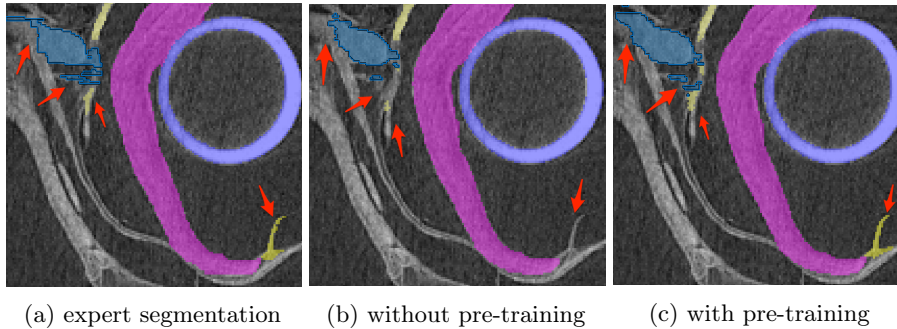 (a) expert segmentation
(b) without pre-training
(c) with pre-training